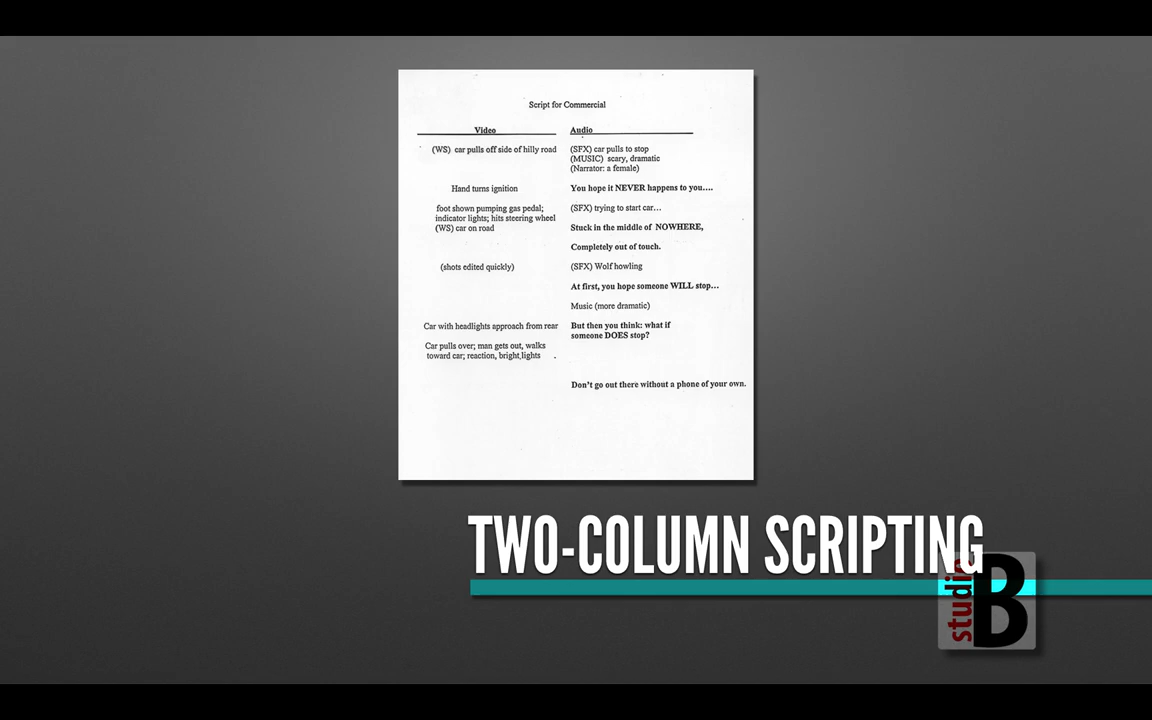 Script for Commercial
Video Audio
(WS) car pulls off side of hilly road (SFX) car pulls to stop
(MUSIC) scary, dramatic
(Narrator: a female)
Hand turns ignition You hope it NEVER happens to you....
foot shown pumping gas pedal; (SFX) trying to start car...
indicator lights; hits steering wheel
(WS) car on road Stuck in the middle of NOWHERE,
Completely out of touch.
(shots edited quickly) (SFX) Wolf howling
At first, you hope someone WILL stop...
Music (more dramatic)
Car with headlights approach from rear But then you think: what if
someone DOES stop?
Car pulls over; man gets out, walks
toward car; reaction, bright lights
Don't go out there without a phone of your own.
TWO-COLUMN SCRIPTING
studio B